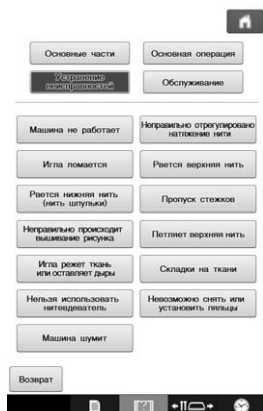 Основные части
Основная операция
Устранение
неисправностей
Обслуживание
Машина не работает
Неправильно отрегулировано
натяжение нити
Игла ломается
Рвется верхняя нить
Рвется нижняя нить
(нить шпульки)
Пропуск стежков
Неправильно происходит
вышивание рисунка
Петляет верхняя нить
Игла режет ткань
или оставляет дыры
Складки на ткани
Нельзя использовать
нитевдеватель
Невозможно снять или
установить пяльцы
Машина шумит
Возврат